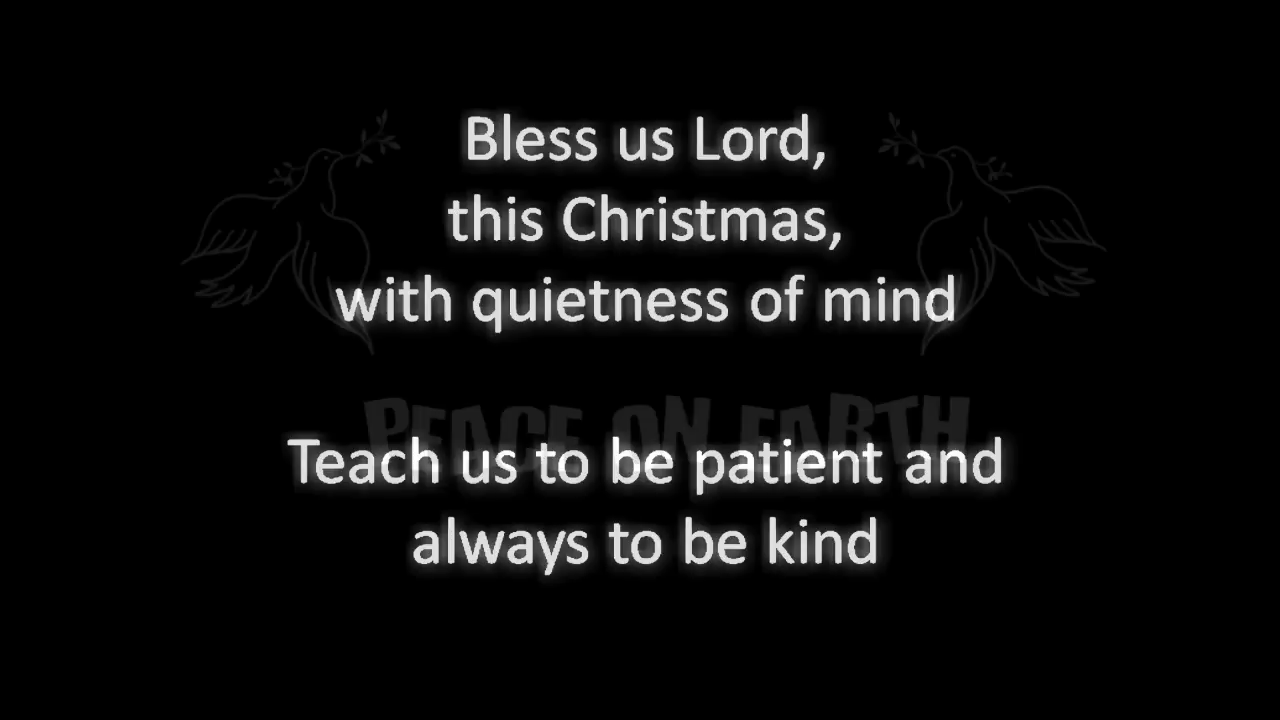 Bless us Lord,
this Christmas,
with quietness of mind
PEACE ON EARTH
Teach us to be patient and
always to be kind